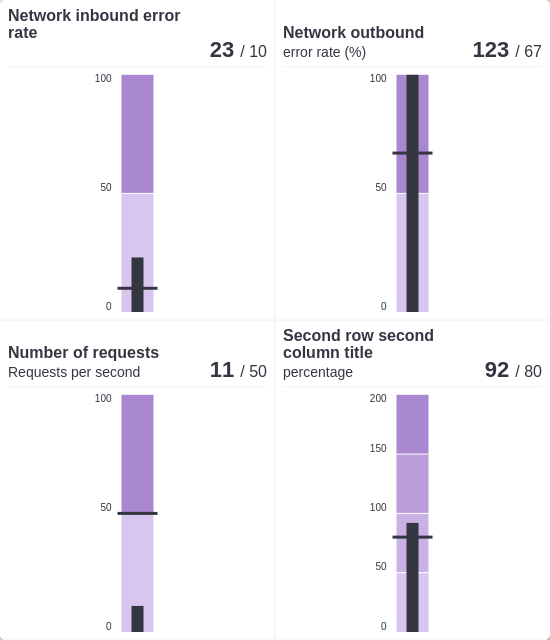 Network inbound error
rate
23 / 10
100
50
0
Network outbound
error rate (%)
123 / 67
100
50
0
Number of requests
Requests per second
11 / 50
100
50
0
Second row second
column title
percentage
92 / 80
200
150
100
50
0